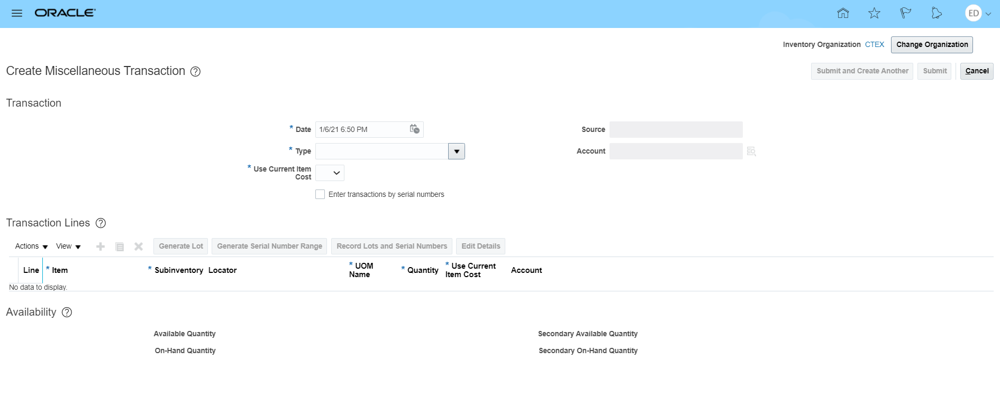 ORACLE
ED
Inventory Organization CTEX Change Organization
Create Miscellaneous Transaction ?
Submit and Create Another Submit Cancel
Transaction
* Date 1/6/21 6:50 PM
Source
* Type
Account
* Use Current Item
Cost
Enter transactions by serial numbers
Transaction Lines ?
Actions View Generate Lot Generate Serial Number Range Record Lots and Serial Numbers Edit Details
Line * Item * Subinventory Locator * UOM Name * Quantity * Use Current Item Cost Account
No data to display.
Availability ?
Available Quantity Secondary Available Quantity
On-Hand Quantity Secondary On-Hand Quantity